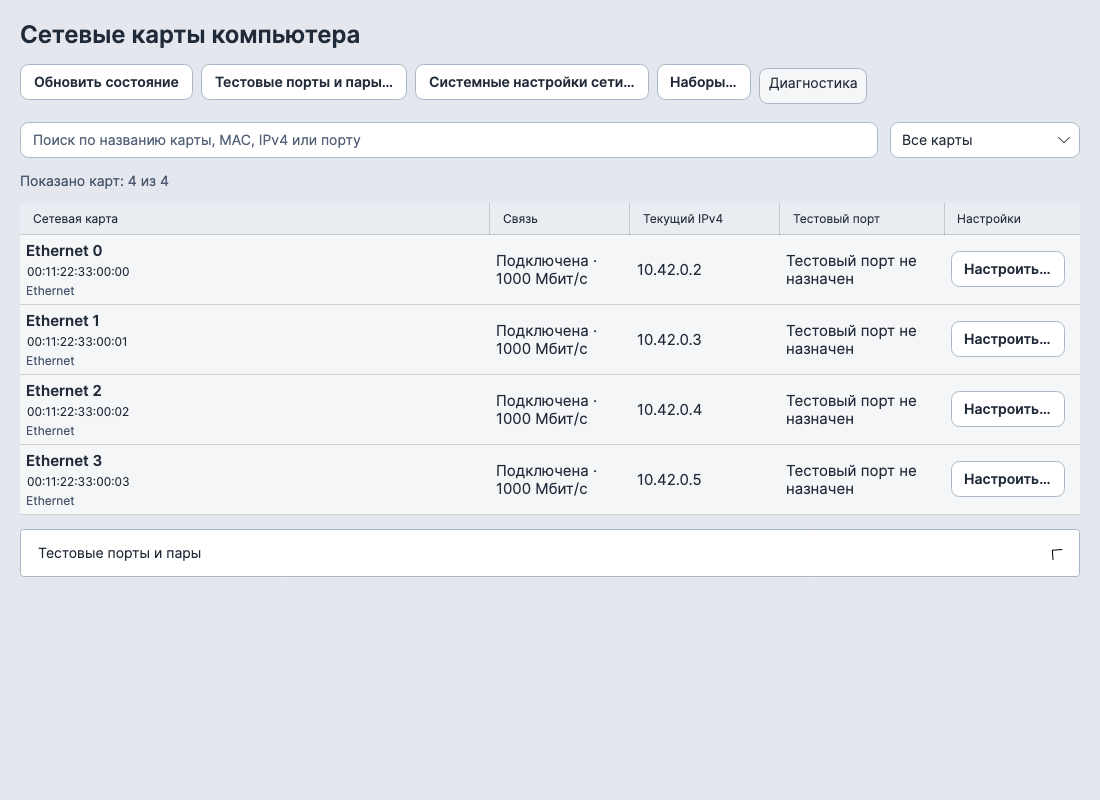 Сетевые карты компьютера
Обновить состояние
Тестовые порты и пары...
Системные настройки сети...
Наборы...
Диагностика
Поиск по названию карты, MAC, IPv4 или порту
Все карты
Показано карт: 4 из 4
Сетевая карта
Связь
Текущий IPv4
Тестовый порт
Настройки
Ethernet 0
00:11:22:33:00:00
Ethernet
Подключена ·
1000 Мбит/с
10.42.0.2
Тестовый порт не
назначен
Настроить...
Ethernet 1
00:11:22:33:00:01
Ethernet
Подключена ·
1000 Мбит/с
10.42.0.3
Тестовый порт не
назначен
Настроить...
Ethernet 2
00:11:22:33:00:02
Ethernet
Подключена ·
1000 Мбит/с
10.42.0.4
Тестовый порт не
назначен
Настроить...
Ethernet 3
00:11:22:33:00:03
Ethernet
Подключена ·
1000 Мбит/с
10.42.0.5
Тестовый порт не
назначен
Настроить...
Тестовые порты и пары